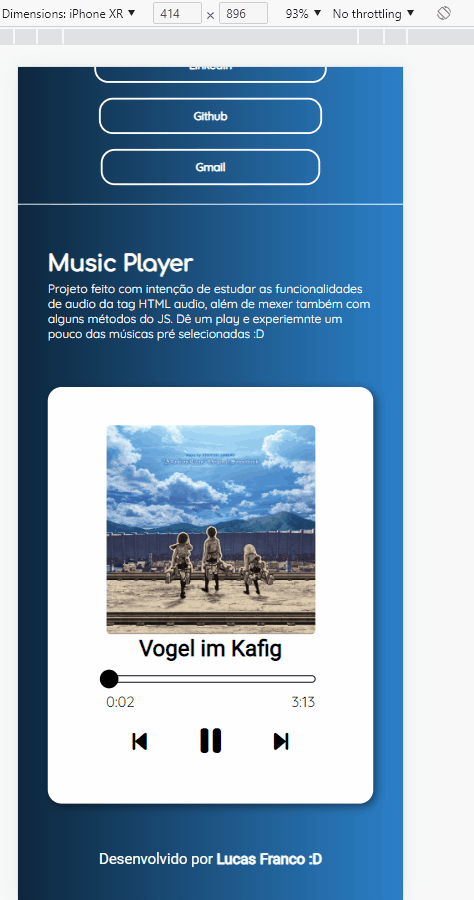 Dimensions: iPhone XR ▼ 414 × 896 93% ▼ No throttling ▼
Linkedin
Github
Gmail
Music Player
Projeto feito com intenção de estudar as funcionalidades
de audio da tag HTML audio, além de mexer também com
alguns métodos do JS. Dê um play e experiemnte um
pouco das músicas pré selecionadas :D
Vogel im Kafig
0:02 3:13
Desenvolvido por Lucas Franco :D